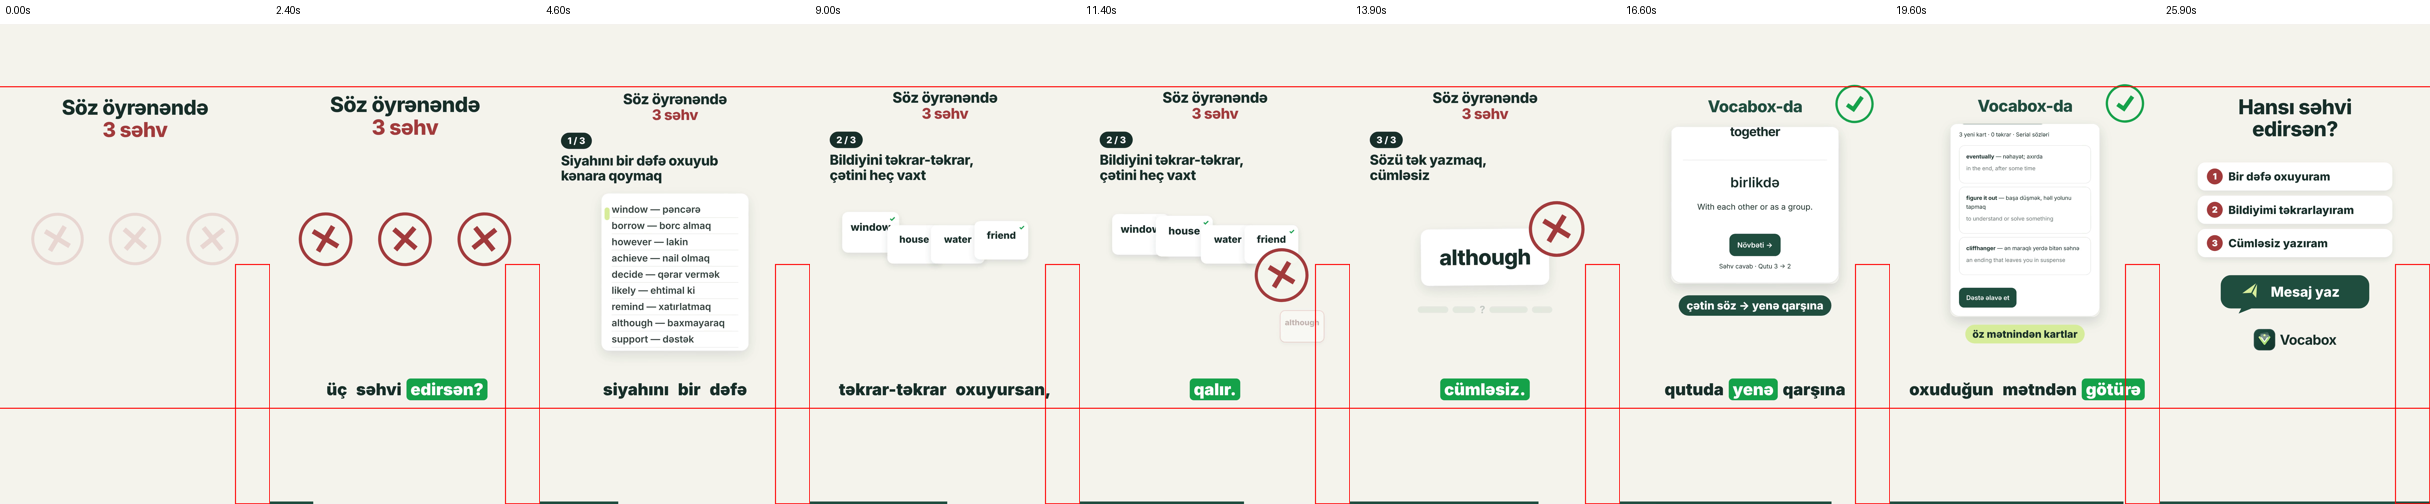 0.00s
2.40s
4.60s
9.00s
11.40s
13.90s
16.60s
19.60s
25.90s
Söz öyrənəndə
3 səhv
Söz öyrənəndə
3 səhv
üç səhvi edirsən?
Söz öyrənəndə
3 səhv
1 / 3
Siyahını bir dəfə oxuyub
kənara qoymaq
window — pəncərə
borrow — borc almaq
however — lakin
achieve — nail olmaq
decide — qərar vermək
likely — ehtimal ki
remind — xatırlatmaq
although — baxmayaraq
support — dəstək
siyahını bir dəfə
Söz öyrənəndə
3 səhv
2 / 3
Bildiyini təkrar-təkrar,
çətini heç vaxt
window
house
water
friend
təkrar-təkrar oxuyursan,
Söz öyrənəndə
3 səhv
2 / 3
Bildiyini təkrar-təkrar,
çətini heç vaxt
window
house
water
friend
although
qalır.
Söz öyrənəndə
3 səhv
3 / 3
Sözü tək yazmaq,
cümləsiz
although
?
cümləsiz.
Vocabox-da
together
birlikdə
With each other or as a group.
Növbəti →
Səhv cavab · Qutu 3 → 2
çətin söz → yenə qarşına
qutuda yenə qarşına
Vocabox-da
3 yeni kart · 0 təkrar · Serial sözləri
eventually — nəhayət; axırda
in the end, after some time
figure it out — başa düşmək, həll yolunu
tapmaq
to understand or solve something
cliffhanger — ən maraqlı yerdə bitən səhnə
an ending that leaves you in suspense
Dəstə əlavə et
öz mətnindən kartlar
oxuduğun mətndən götürə
Hansı səhvi
edirsən?
1 Bir dəfə oxuyuram
2 Bildiyimi təkrarlayıram
3 Cümləsiz yazıram
Mesaj yaz
Vocabox